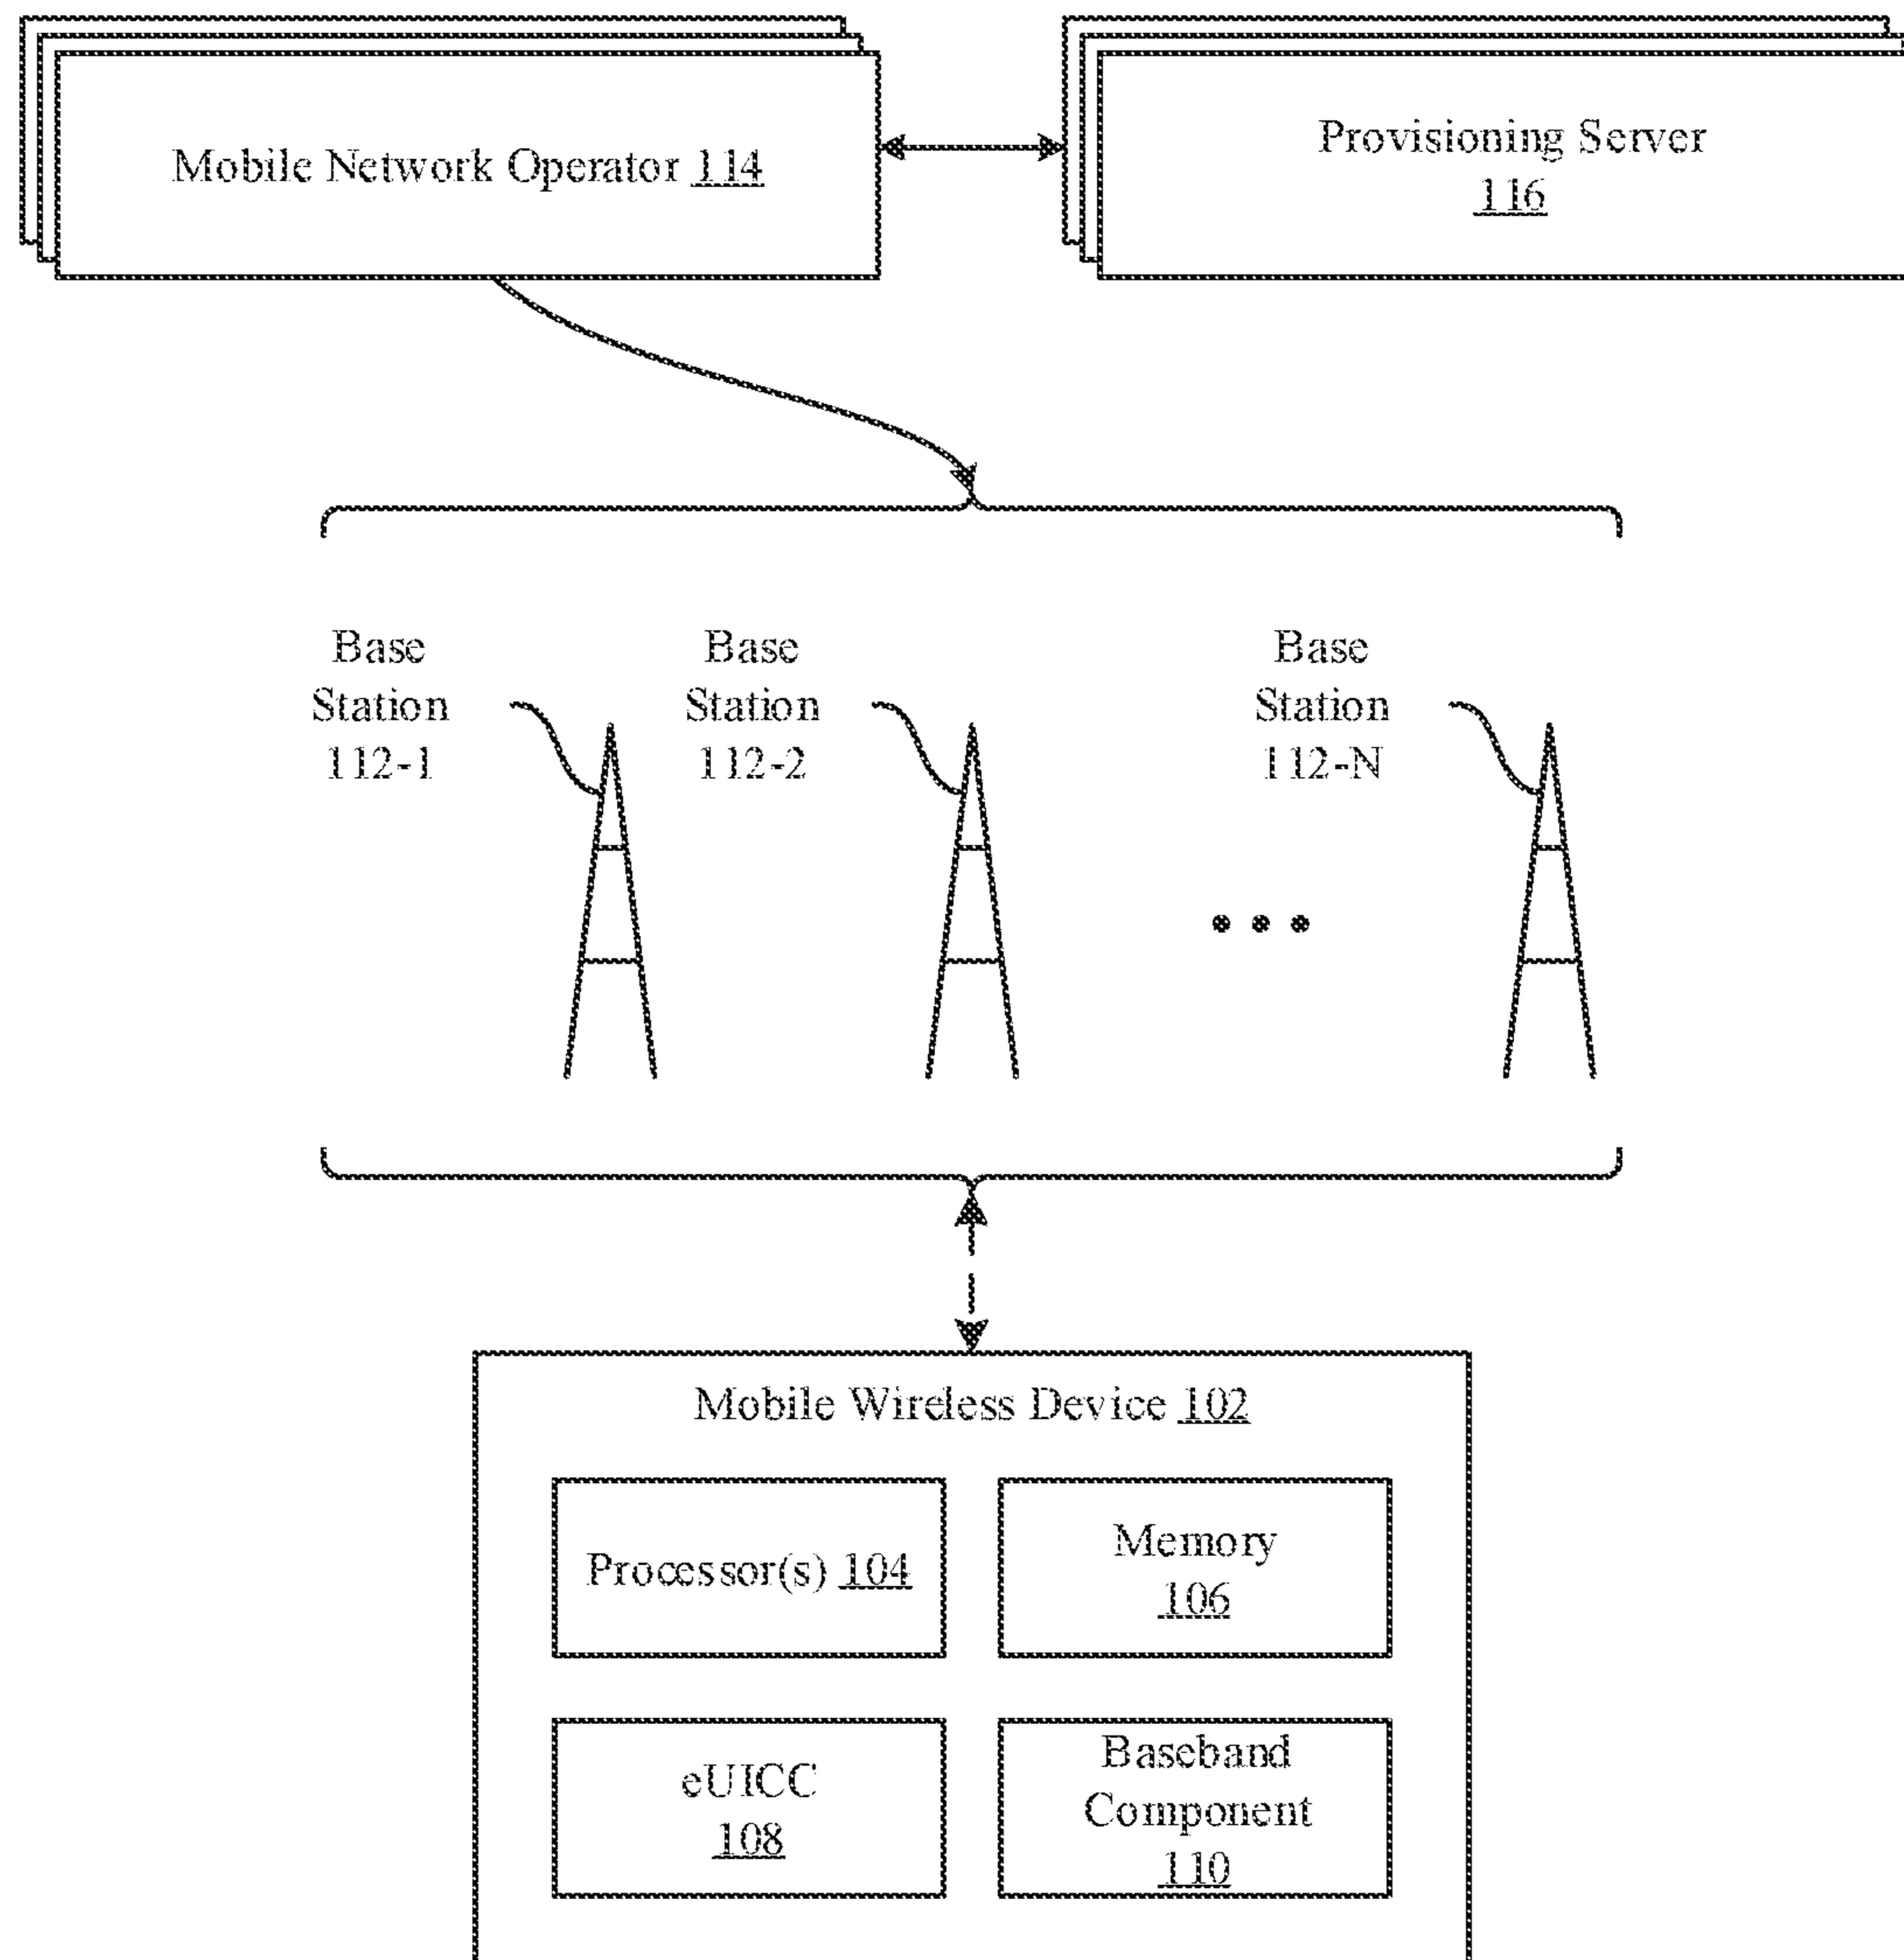 Mobile Network Operator 114
Provisioning Server
116
Base
Station
112-1
Base
Station
112-2
Base
Station
112-N
Mobile Wireless Device 102
Processor(s) 104
Memory
106
eUICC
108
Baseband
Component
110